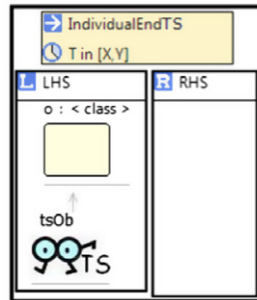 IndividualEndTS
T in [X,Y]
L LHS
R RHS
o : < class >
tsOb
TS